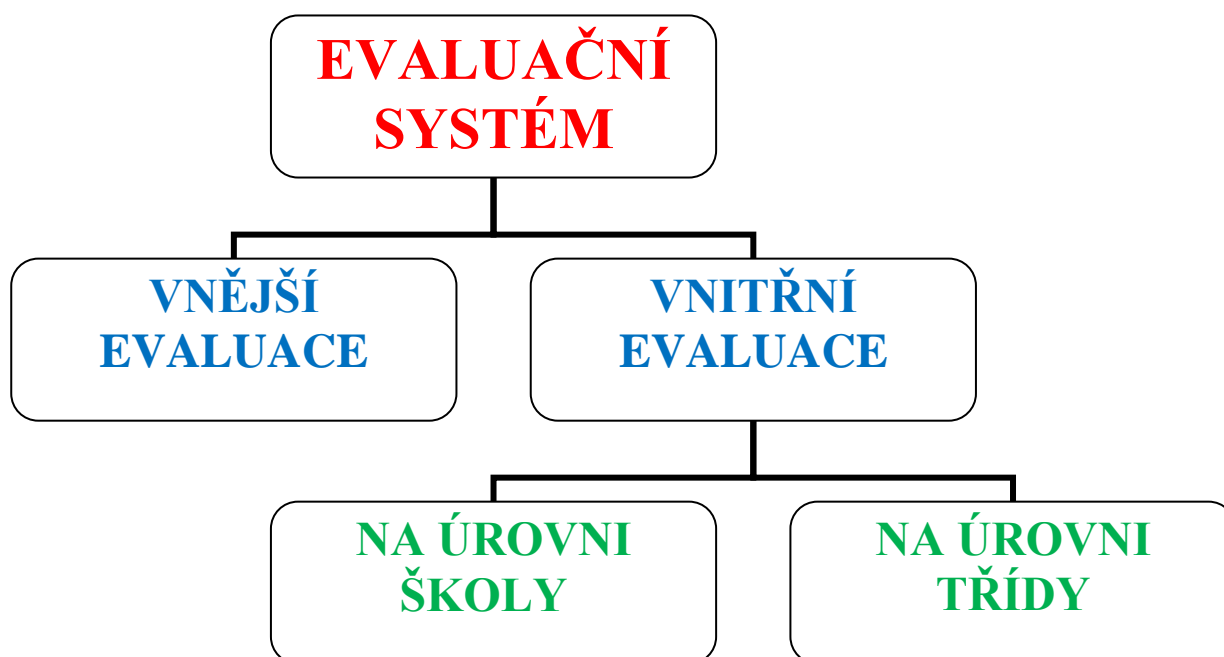 EVALUAČNÍ
SYSTÉM
VNĚJŠÍ
EVALUACE
VNITŘNÍ
EVALUACE
NA ÚROVNI
ŠKOLY
NA ÚROVNI
TŘÍDY